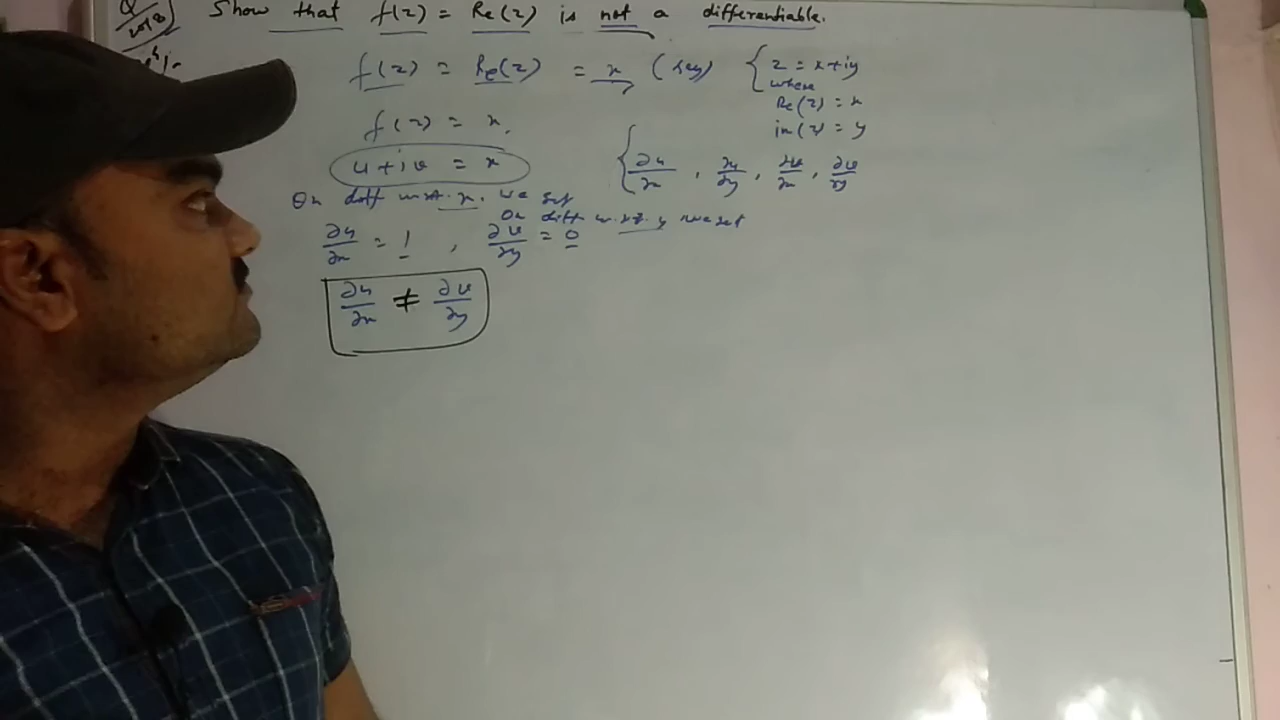 Q Show that f(z) = Re(z) is not a differentiable.
f(z) = Re(z) = x (say) { z = x+iy
where
Re(z) = x
f(z) = x. im(z) = y
u+iv = x { ∂u/∂x , ∂u/∂y , ∂v/∂x , ∂v/∂y
On diff w.r.t. x, we get
On diff w.r.t. y we get
∂u/∂x = 1 , ∂v/∂y = 0
∂u/∂x ≠ ∂v/∂y